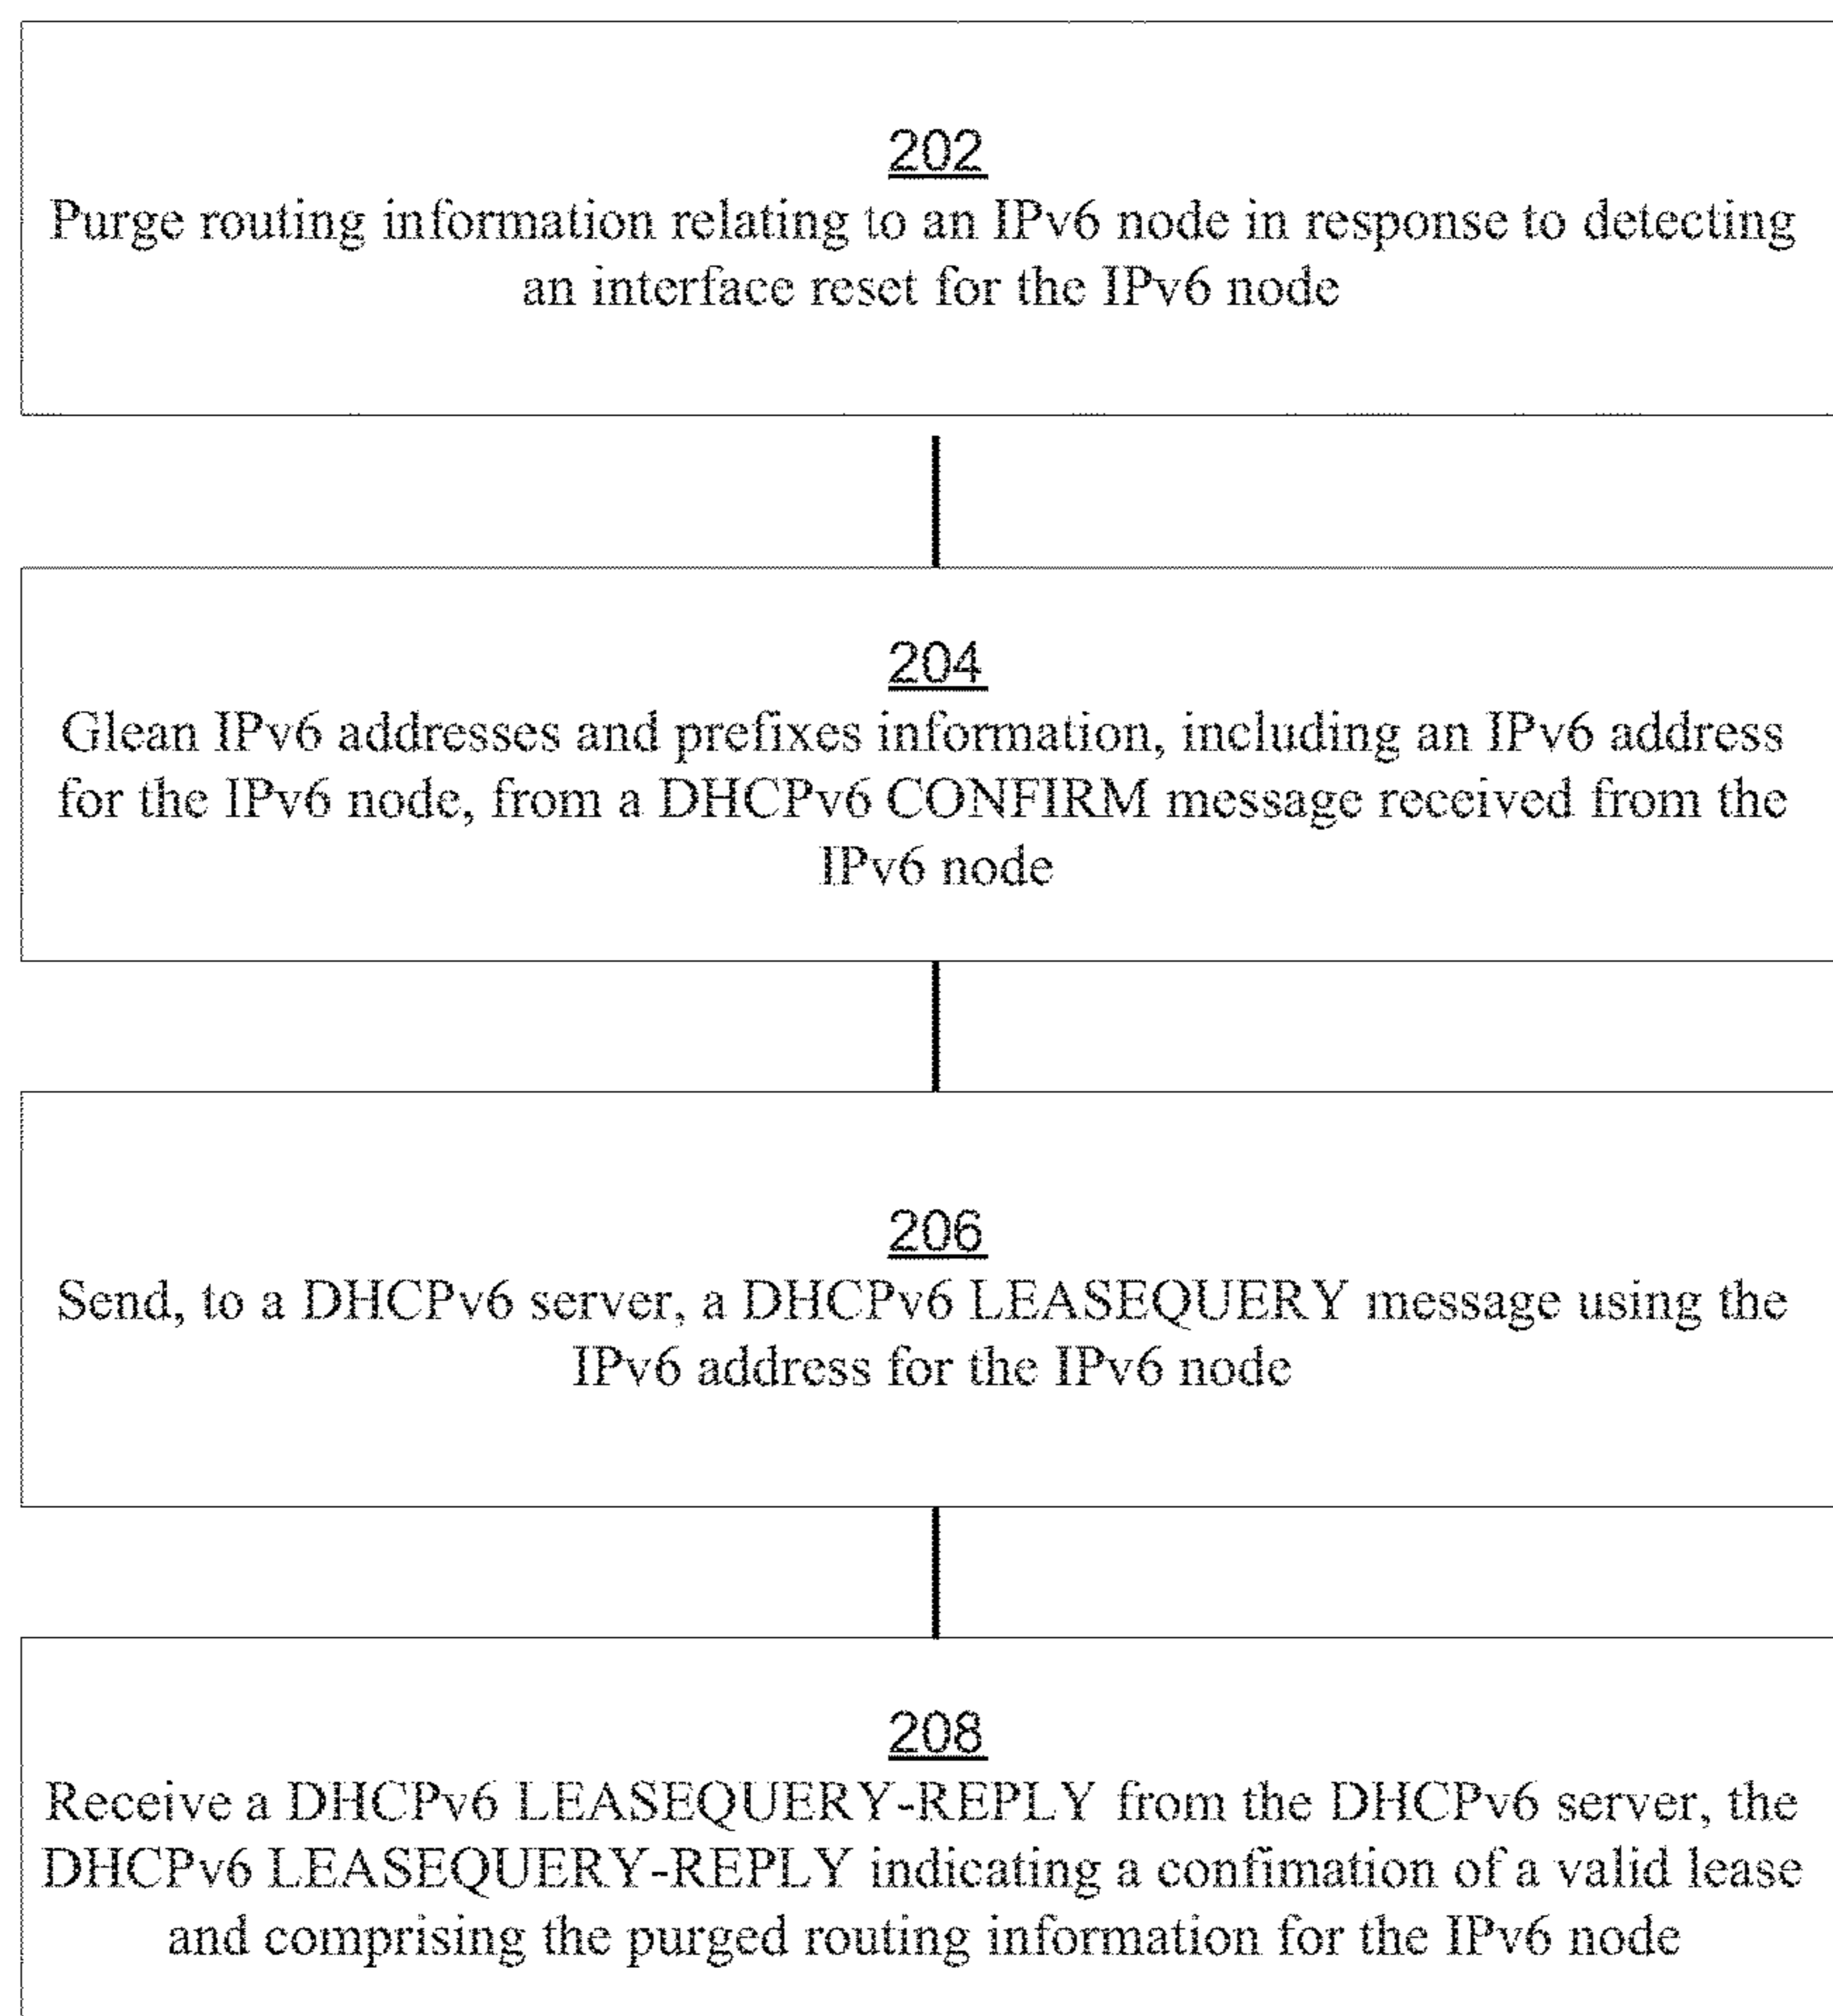 202
Purge routing information relating to an IPv6 node in response to detecting
an interface reset for the IPv6 node
204
Glean IPv6 addresses and prefixes information, including an IPv6 address
for the IPv6 node, from a DHCPv6 CONFIRM message received from the
IPv6 node
206
Send, to a DHCPv6 server, a DHCPv6 LEASEQUERY message using the
IPv6 address for the IPv6 node
208
Receive a DHCPv6 LEASEQUERY-REPLY from the DHCPv6 server, the
DHCPv6 LEASEQUERY-REPLY indicating a confimation of a valid lease
and comprising the purged routing information for the IPv6 node